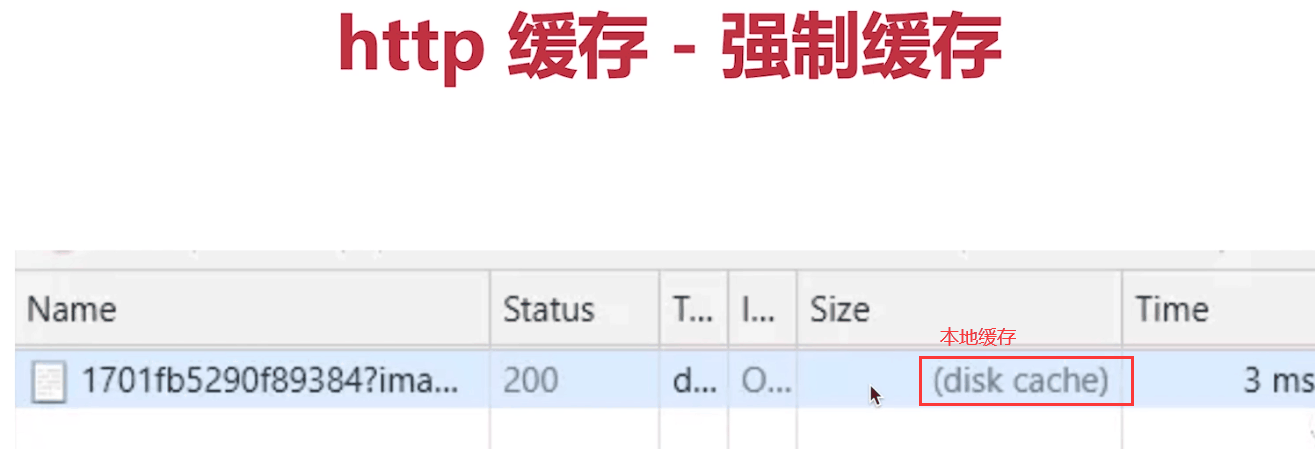 http 缓存 - 强制缓存
Name Status T... I... Size Time
本地缓存
1701fb5290f89384?ima... 200 d... O... (disk cache) 3 ms